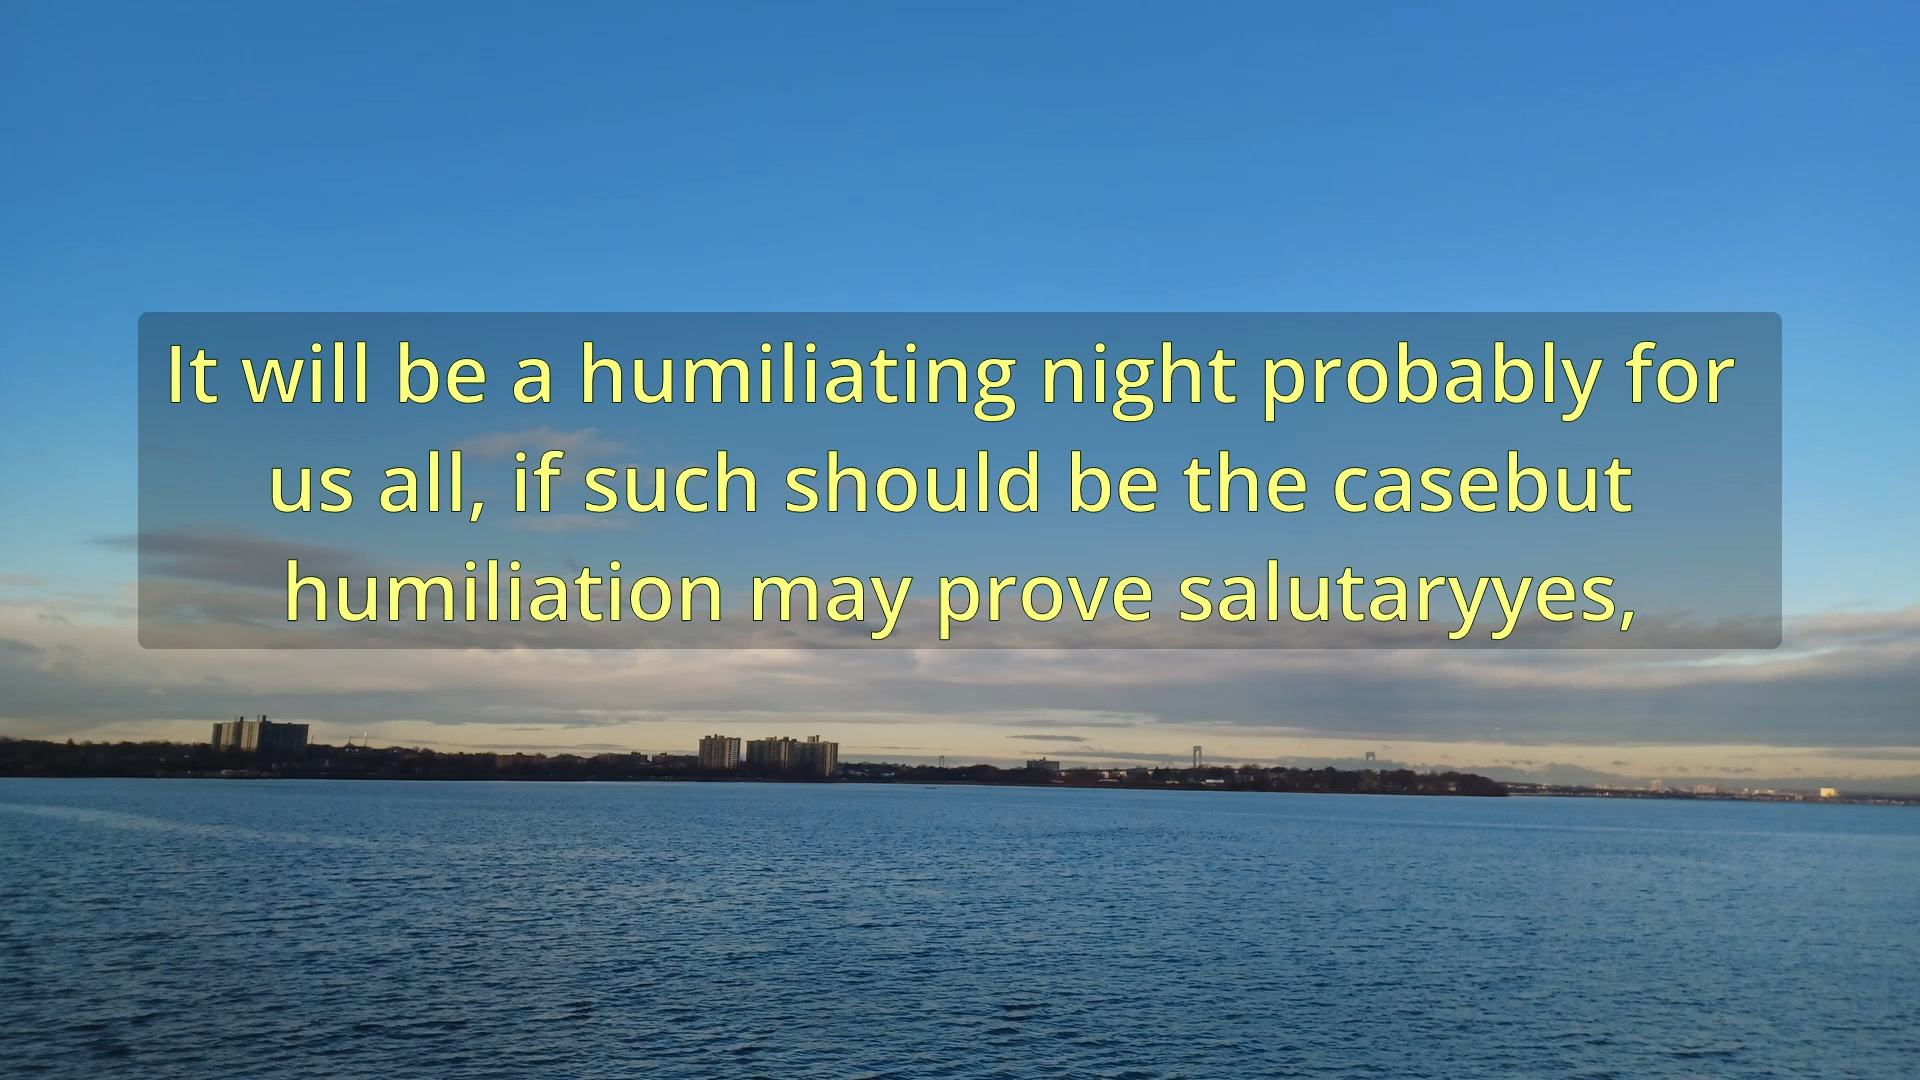 It will be a humiliating night probably for
us all, if such should be the casebut
humiliation may prove salutaryyes,